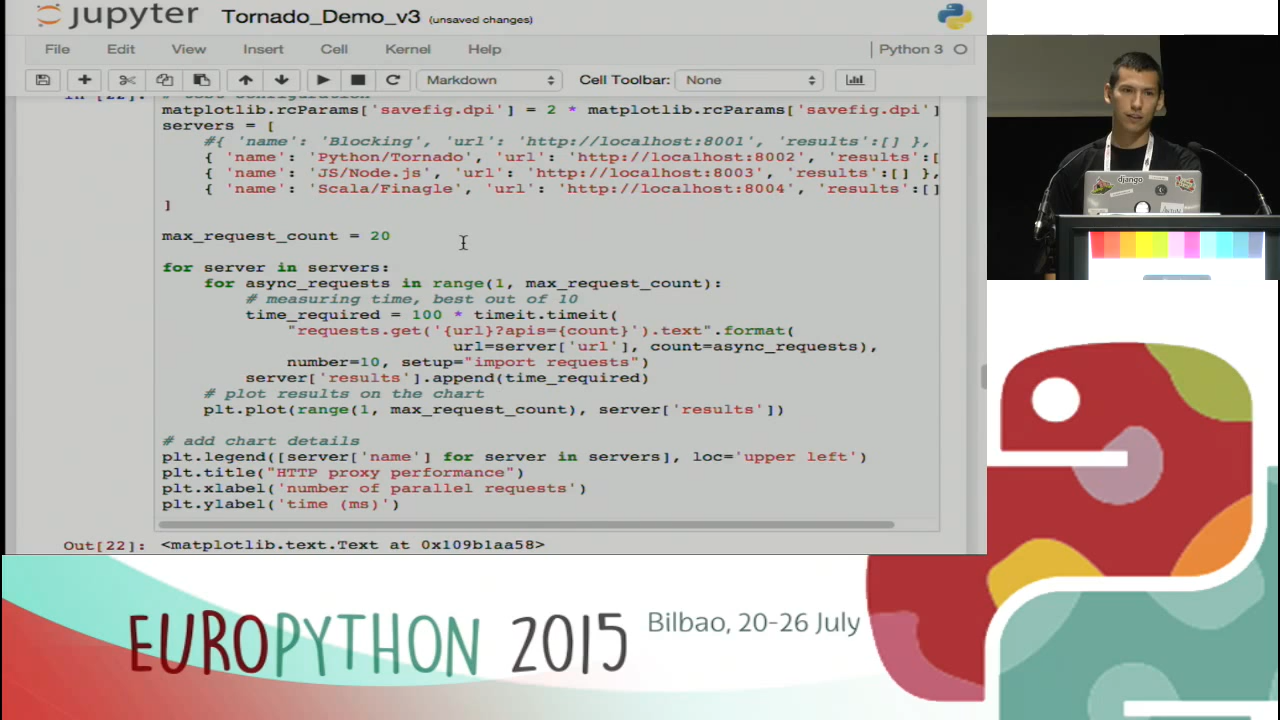 jupyter Tornado_Demo_v3 (unsaved changes)
File Edit View Insert Cell Kernel Help Python 3
Markdown Cell Toolbar: None
matplotlib.rcParams['savefig.dpi'] = 2 * matplotlib.rcParams['savefig.dpi']
servers = [
#{ 'name': 'Blocking', 'url': 'http://localhost:8001', 'results':[] },
{ 'name': 'Python/Tornado', 'url': 'http://localhost:8002', 'results':[
{ 'name': 'JS/Node.js', 'url': 'http://localhost:8003', 'results':[] },
{ 'name': 'Scala/Finagle', 'url': 'http://localhost:8004', 'results':[]
]
max_request_count = 20
for server in servers:
for async_requests in range(1, max_request_count):
# measuring time, best out of 10
time_required = 100 * timeit.timeit(
"requests.get('{url}?apis={count}').text".format(
url=server['url'], count=async_requests),
number=10, setup="import requests")
server['results'].append(time_required)
# plot results on the chart
plt.plot(range(1, max_request_count), server['results'])
# add chart details
plt.legend([server['name'] for server in servers], loc='upper left')
plt.title("HTTP proxy performance")
plt.xlabel('number of parallel requests')
plt.ylabel('time (ms)')
Out[22]: <matplotlib.text.Text at 0x109b1aa58>
django
EUROPYTHON 2015 Bilbao, 20-26 July